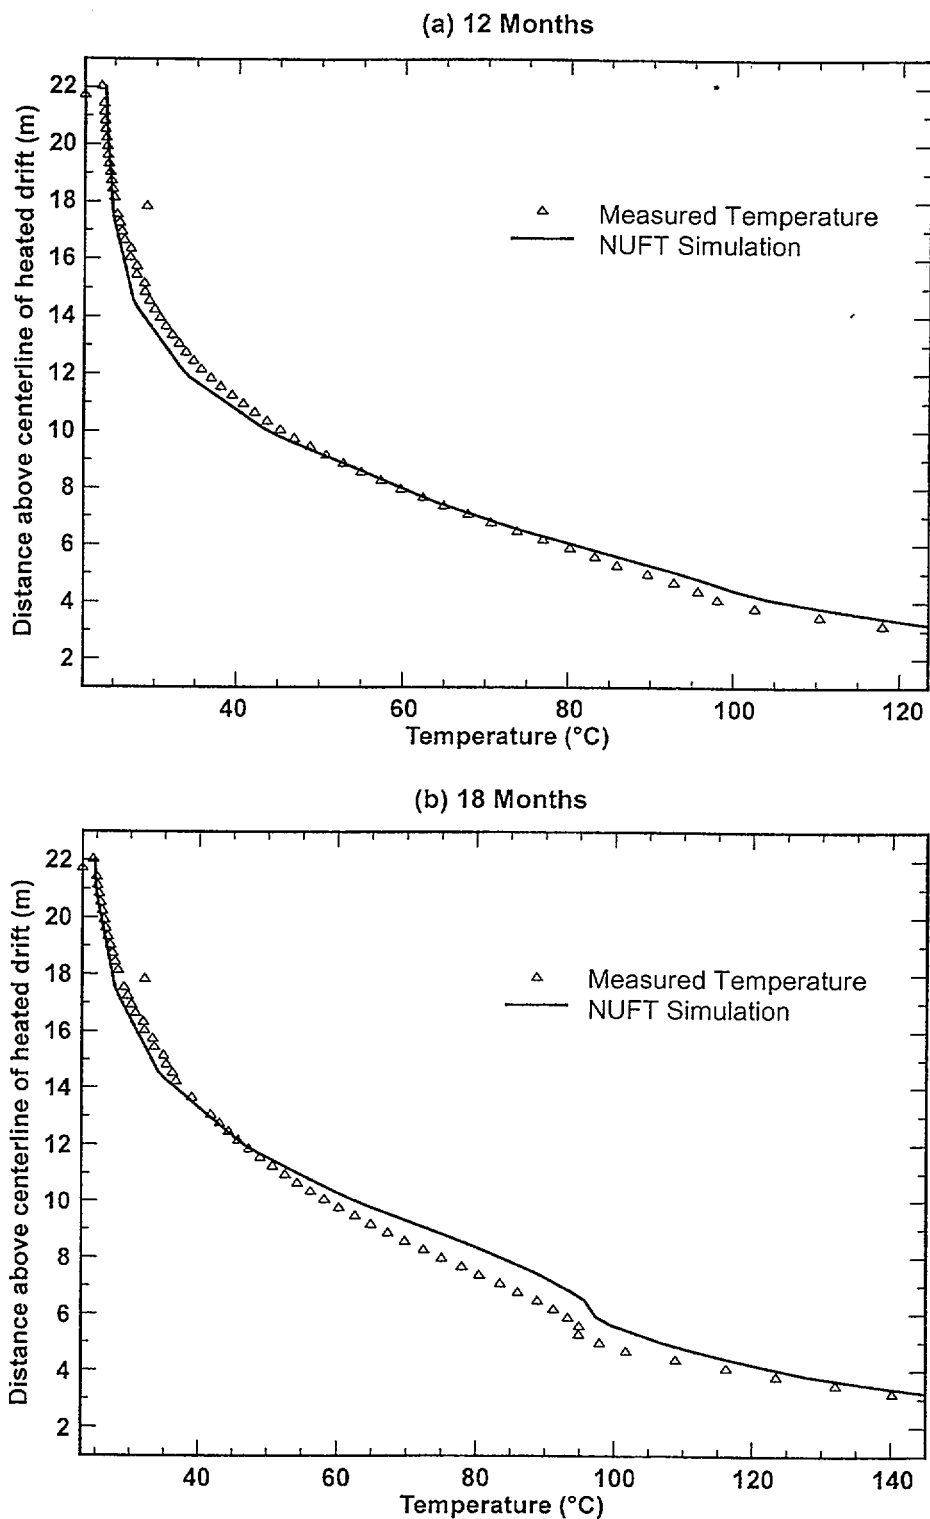 (a) 12 Months
22
20
18
16
14
12
10
8
6
4
2
Distance above centerline of heated drift (m)
Measured Temperature
NUFT Simulation
40 60 80 100 120
Temperature (°C)
(b) 18 Months
22
20
18
16
14
12
10
8
6
4
2
Distance above centerline of heated drift (m)
Measured Temperature
NUFT Simulation
40 60 80 100 120 140
Temperature (°C)